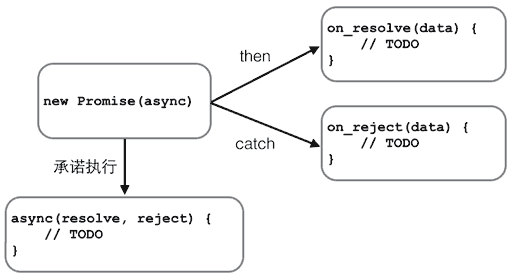 on_resolve(data) {
    // TODO
}
then
new Promise(async)
on_reject(data) {
    // TODO
}
catch
承诺执行
async(resolve, reject) {
    // TODO
}